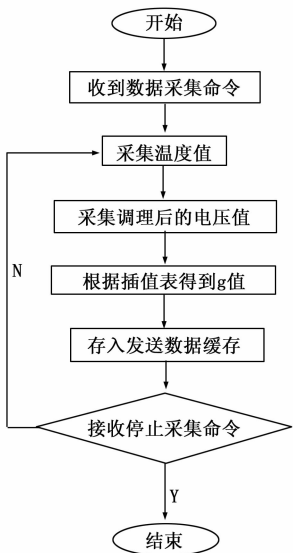 开始
收到数据采集命令
采集温度值
采集调理后的电压值
根据插值表得到g值
存入发送数据缓存
N
接收停止采集命令
Y
结束